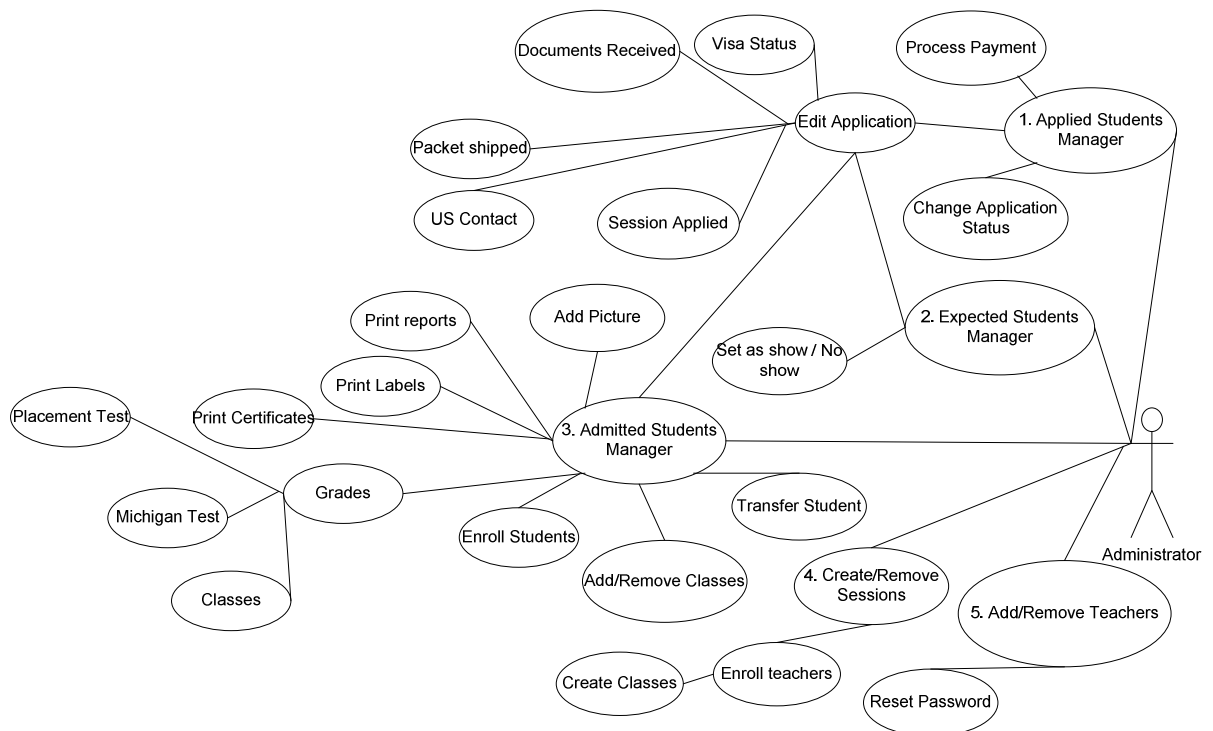 Documents Received
Visa Status
Process Payment
Edit Application
1. Applied Students
Manager
Packet shipped
US Contact
Session Applied
Change Application
Status
Print reports
Add Picture
2. Expected Students
Manager
Set as show / No
show
Print Labels
Placement Test
Print Certificates
3. Admitted Students
Manager
Grades
Michigan Test
Classes
Enroll Students
Transfer Student
Add/Remove Classes
4. Create/Remove
Sessions
Administrator
5. Add/Remove Teachers
Create Classes
Enroll teachers
Reset Password